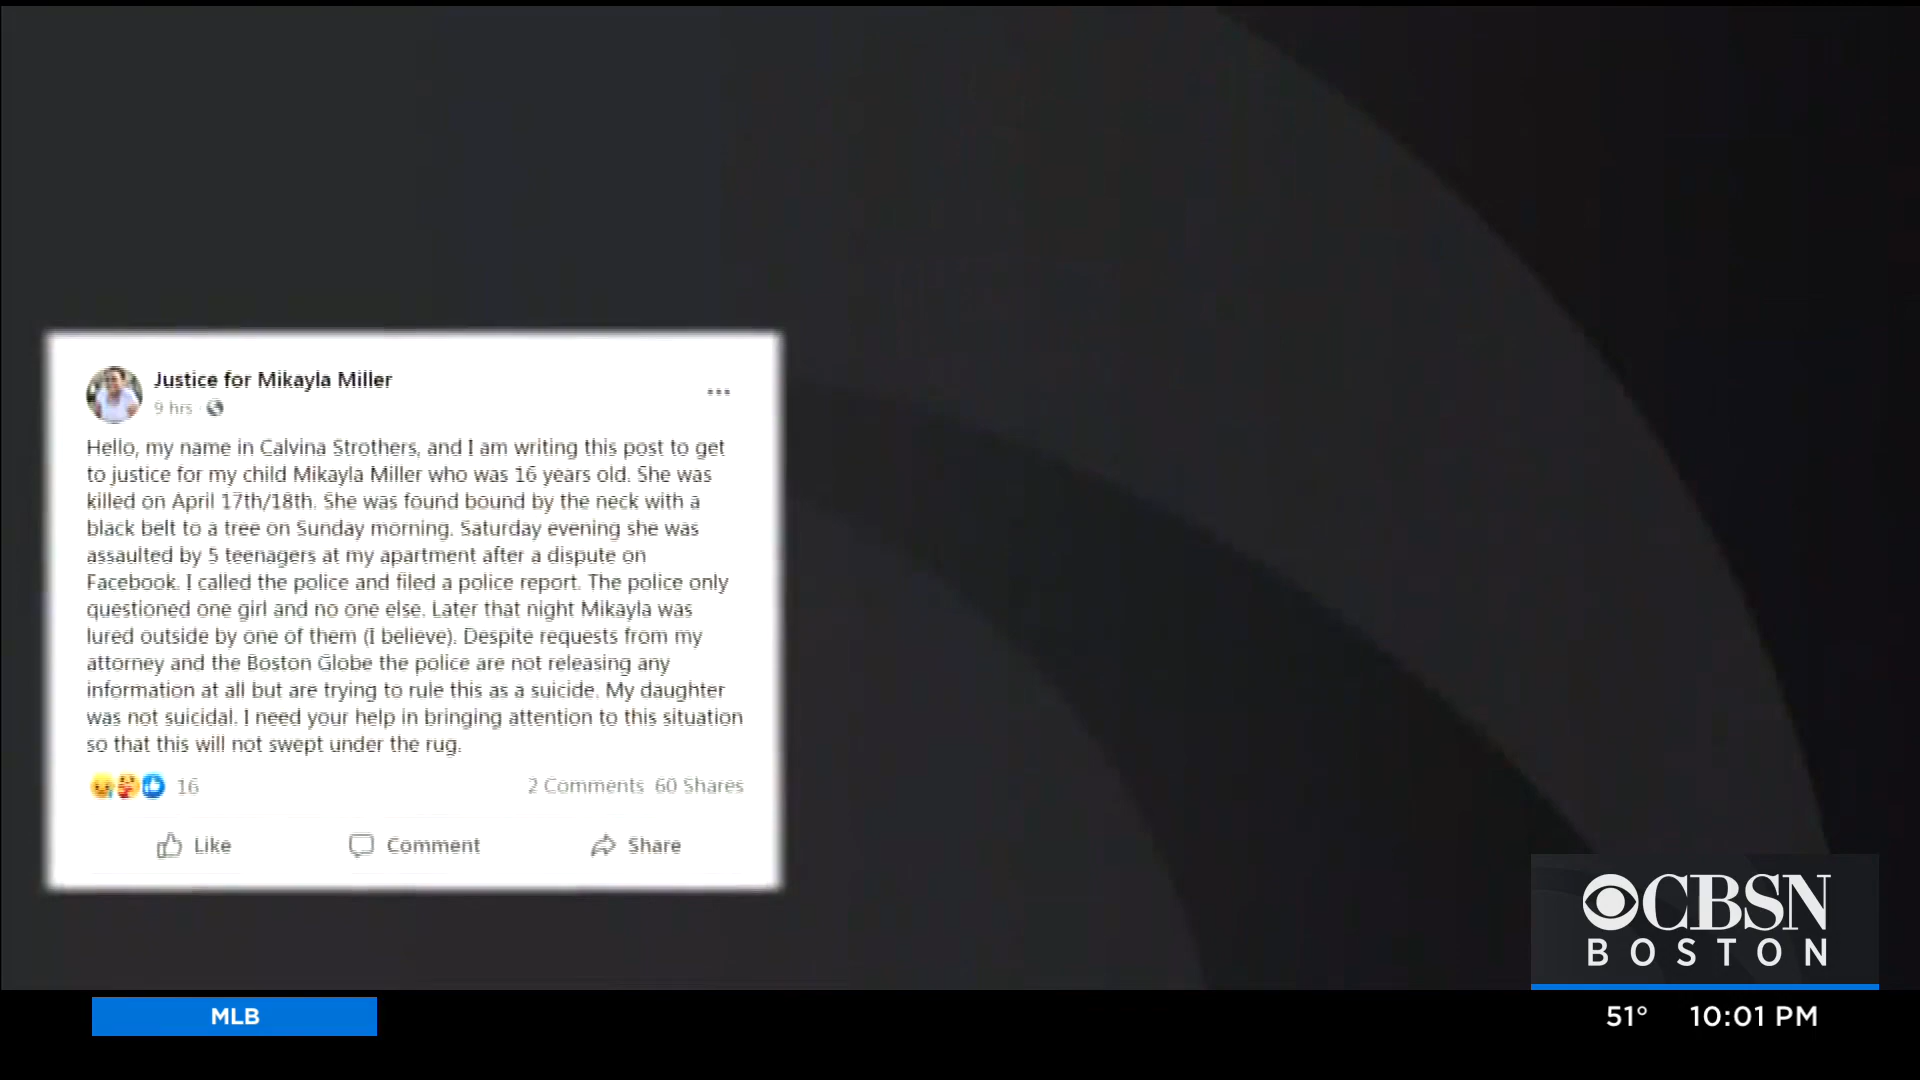 Justice for Mikayla Miller
9 hrs
Hello, my name in Calvina Strothers, and I am writing this post to get
to justice for my child Mikayla Miller who was 16 years old. She was
killed on April 17th/18th. She was found bound by the neck with a
black belt to a tree on Sunday morning. Saturday evening she was
assaulted by 5 teenagers at my apartment after a dispute on
Facebook. I called the police and filed a police report. The police only
questioned one girl and no one else. Later that night Mikayla was
lured outside by one of them (I believe). Despite requests from my
attorney and the Boston Globe the police are not releasing any
information at all but are trying to rule this as a suicide. My daughter
was not suicidal. I need your help in bringing attention to this situation
so that this will not swept under the rug.
16 2 Comments 60 Shares
Like Comment Share
CBSN
BOSTON
MLB 51° 10:01 PM